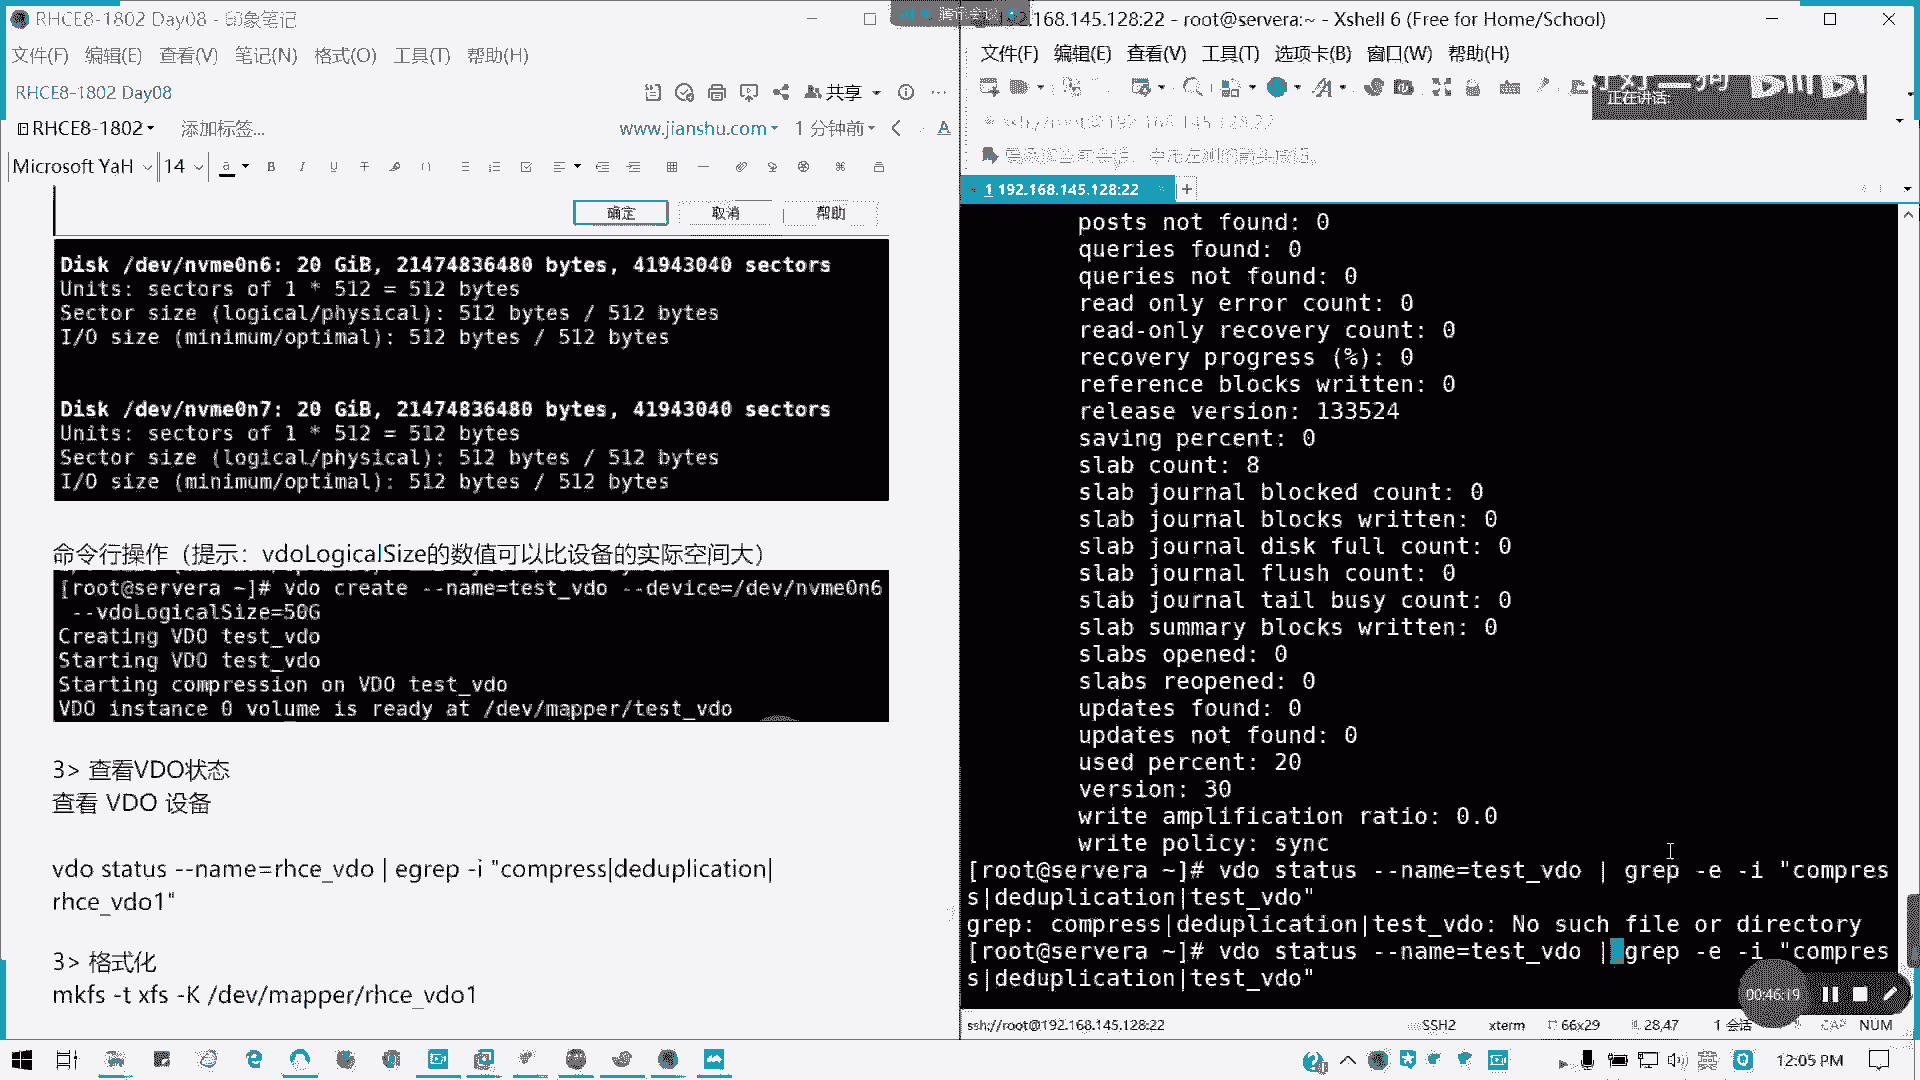 RHCE8-1802 Day08 - 印象笔记
文件(F) 编辑(E) 查看(V) 笔记(N) 格式(O) 工具(T) 帮助(H)
RHCE8-1802 Day08
共享
RHCE8-1802 添加标签...
www.jianshu.com 1 分钟前
Microsoft YaH 14
确定 取消 帮助
Disk /dev/nvme0n6: 20 GiB, 21474836480 bytes, 41943040 sectors
Units: sectors of 1 * 512 = 512 bytes
Sector size (logical/physical): 512 bytes / 512 bytes
I/O size (minimum/optimal): 512 bytes / 512 bytes
Disk /dev/nvme0n7: 20 GiB, 21474836480 bytes, 41943040 sectors
Units: sectors of 1 * 512 = 512 bytes
Sector size (logical/physical): 512 bytes / 512 bytes
I/O size (minimum/optimal): 512 bytes / 512 bytes
命令行操作（提示：vdoLogicalSize的数值可以比设备的实际空间大）
[root@servera ~]# vdo create --name=test_vdo --device=/dev/nvme0n6
--vdoLogicalSize=50G
Creating VDO test_vdo
Starting VDO test_vdo
Starting compression on VDO test_vdo
VDO instance 0 volume is ready at /dev/mapper/test_vdo
3> 查看VDO状态
查看 VDO 设备
vdo status --name=rhce_vdo | egrep -i "compress|deduplication|
rhce_vdo1"
3> 格式化
mkfs -t xfs -K /dev/mapper/rhce_vdo1
腾讯会议
192.168.145.128:22 - root@servera:~ - Xshell 6 (Free for Home/School)
文件(F) 编辑(E) 查看(V) 工具(T) 选项卡(B) 窗口(W) 帮助(H)
正在讲话:
ssh://root@192.168.145.128:22
1 192.168.145.128:22
posts not found: 0
queries found: 0
queries not found: 0
read only error count: 0
read-only recovery count: 0
recovery progress (%): 0
reference blocks written: 0
release version: 133524
saving percent: 0
slab count: 8
slab journal blocked count: 0
slab journal blocks written: 0
slab journal disk full count: 0
slab journal flush count: 0
slab journal tail busy count: 0
slab summary blocks written: 0
slabs opened: 0
slabs reopened: 0
updates found: 0
updates not found: 0
used percent: 20
version: 30
write amplification ratio: 0.0
write policy: sync
[root@servera ~]# vdo status --name=test_vdo | grep -e -i "compres
s|deduplication|test_vdo"
grep: compress|deduplication|test_vdo: No such file or directory
[root@servera ~]# vdo status --name=test_vdo | grep -e -i "compres
s|deduplication|test_vdo"
00:46:19
ssh://root@192.168.145.128:22 SSH2 xterm 66x29 28,47 1 会话 CAP NUM
12:05 PM